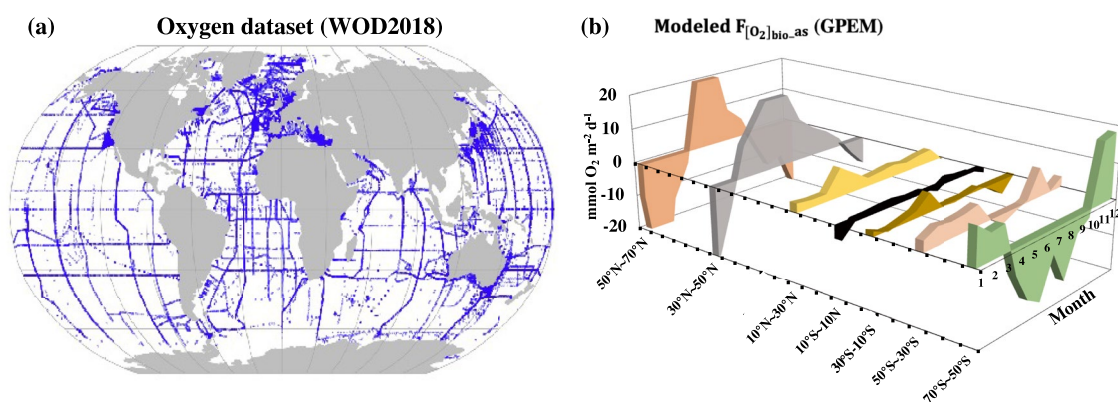 (a) Oxygen dataset (WOD2018)
(b) Modeled F[O₂]bio_as (GPEM)
mmol O₂ m⁻² d⁻¹
20
10
0
-10
-20
50°N~70°N
30°N~50°N
10°N~30°N
10°S~10N
30°S-10°S
50°S~30°S
70°S~50°S
1
2
3
4
5
6
7
8
9
10
11
12
Month